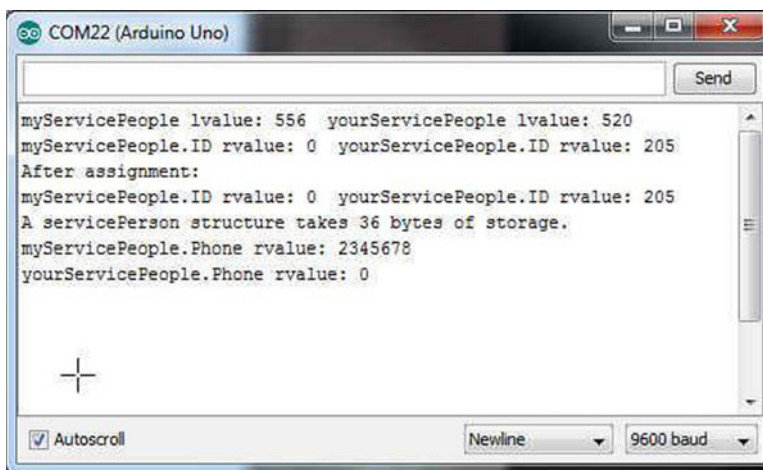 COM22 (Arduino Uno)
Send
myServicePeople lvalue: 556  yourServicePeople lvalue: 520
myServicePeople.ID rvalue: 0  yourServicePeople.ID rvalue: 205
After assignment:
myServicePeople.ID rvalue: 0  yourServicePeople.ID rvalue: 205
A servicePerson structure takes 36 bytes of storage.
myServicePeople.Phone rvalue: 2345678
yourServicePeople.Phone rvalue: 0
Autoscroll Newline 9600 baud